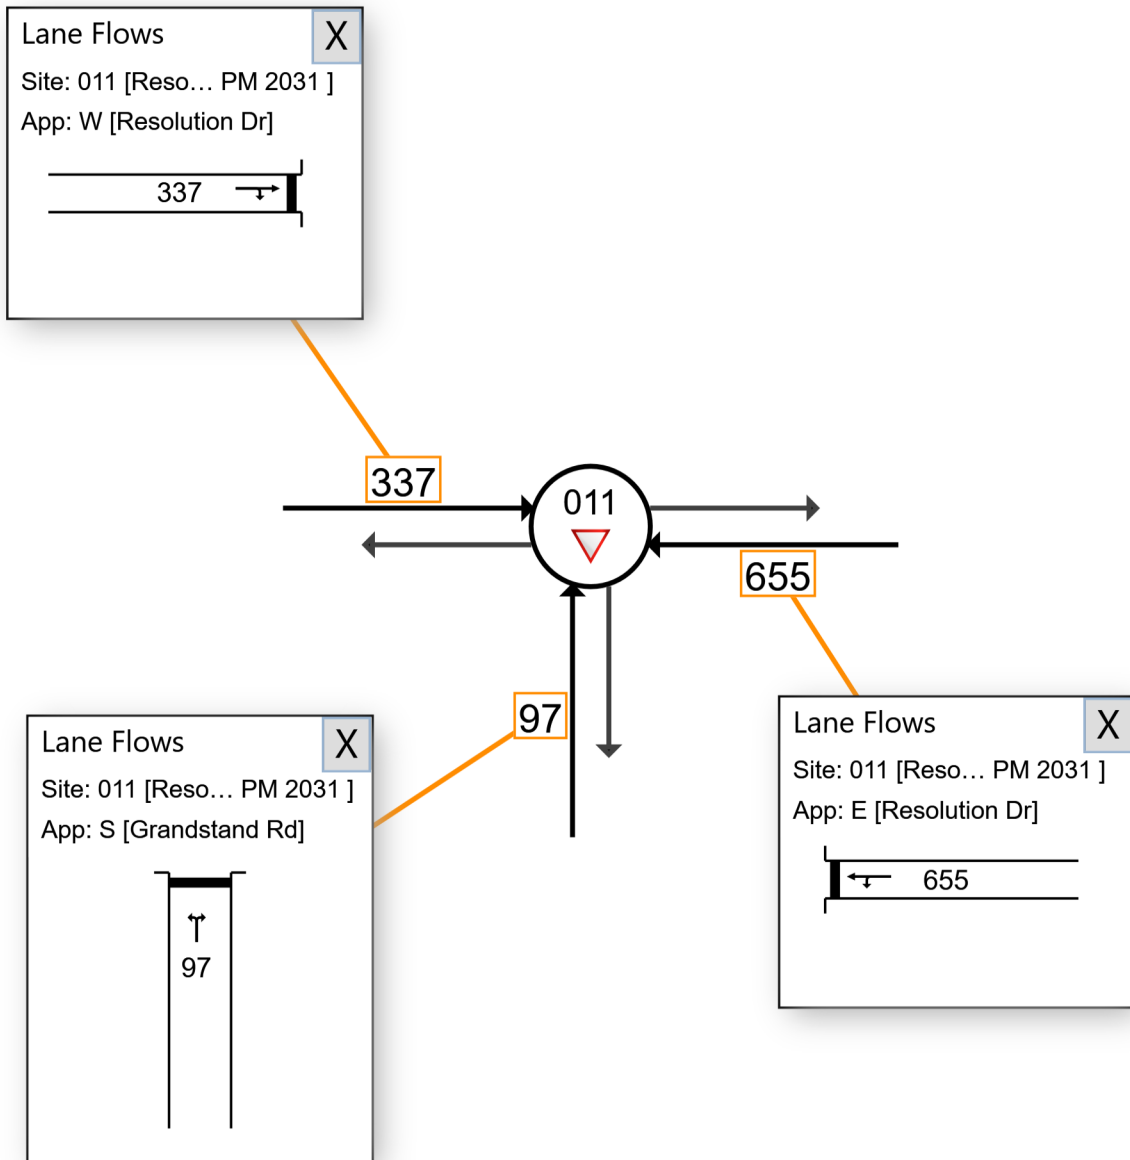 Lane Flows
X
Site: 011 [Reso... PM 2031 ]
App: W [Resolution Dr]
337
337
011
655
97
Lane Flows
X
Site: 011 [Reso... PM 2031 ]
App: S [Grandstand Rd]
97
Lane Flows
X
Site: 011 [Reso... PM 2031 ]
App: E [Resolution Dr]
655